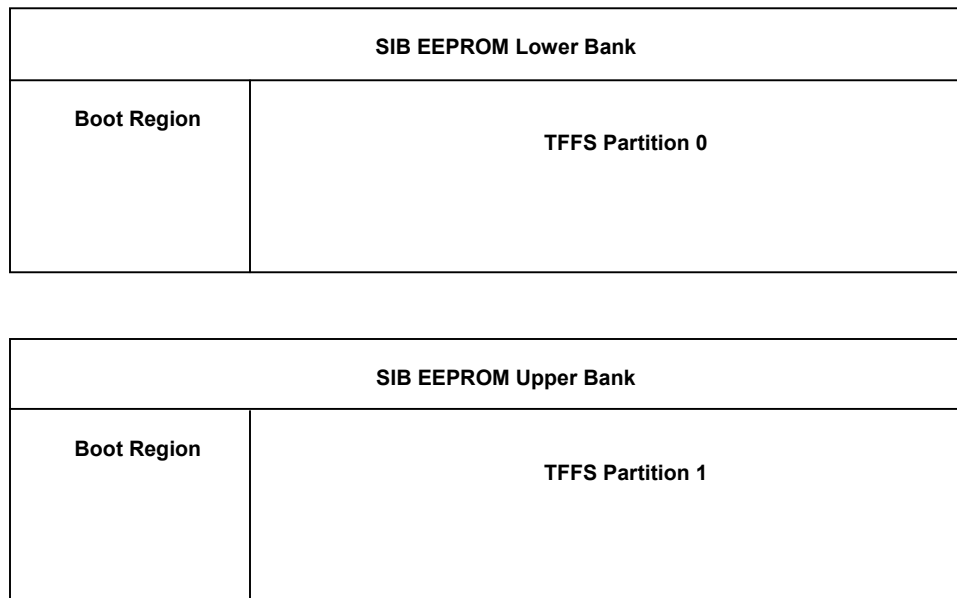 SIB EEPROM Lower Bank
Boot Region
TFFS Partition 0
SIB EEPROM Upper Bank
Boot Region
TFFS Partition 1